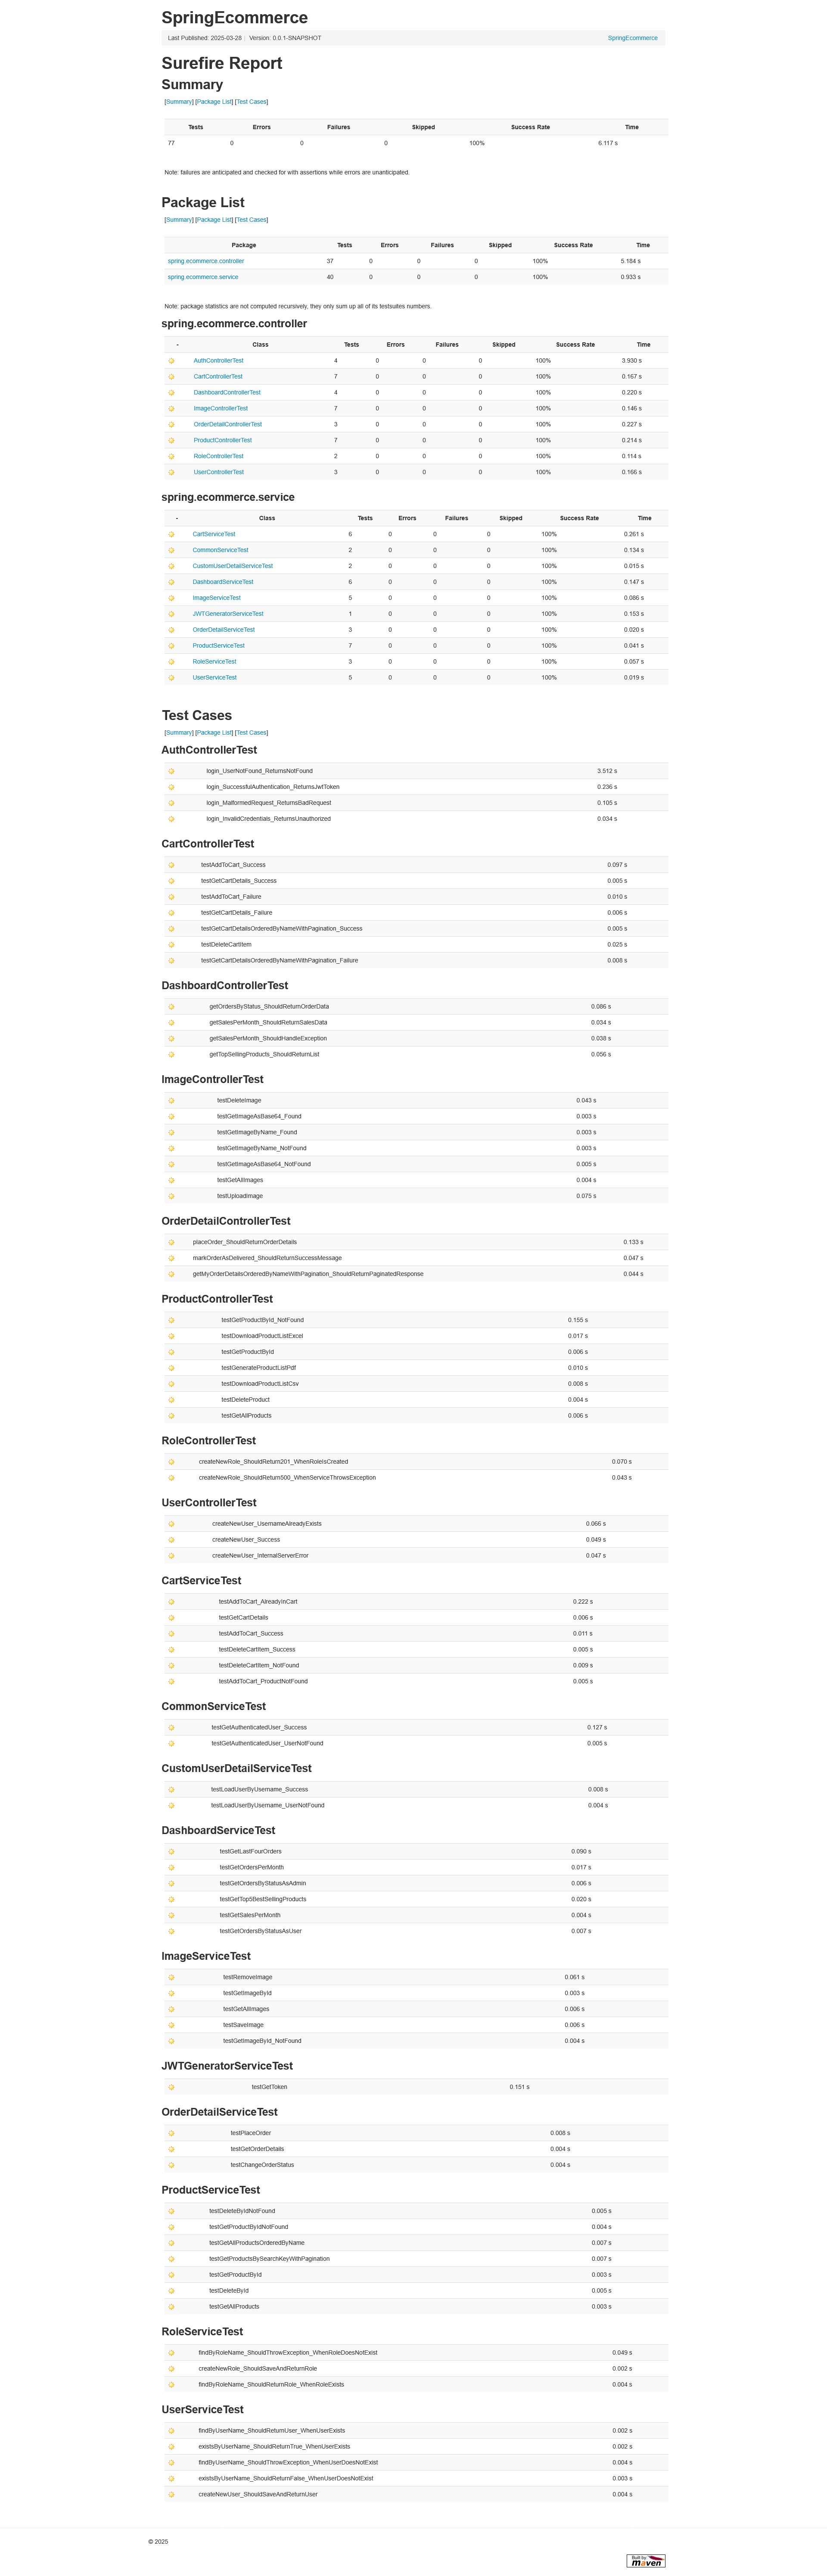 SpringEcommerce
Last Published: 2025-03-28 | Version: 0.0.1-SNAPSHOT SpringEcommerce
Surefire Report
Summary
[Summary] [Package List] [Test Cases]
Tests Errors Failures Skipped Success Rate Time
77 0 0 0 100% 6.117 s
Note: failures are anticipated and checked for with assertions while errors are unanticipated.
Package List
[Summary] [Package List] [Test Cases]
Package Tests Errors Failures Skipped Success Rate Time
spring.ecommerce.controller 37 0 0 0 100% 5.184 s
spring.ecommerce.service 40 0 0 0 100% 0.933 s
Note: package statistics are not computed recursively, they only sum up all of its testsuites numbers.
spring.ecommerce.controller
- Class Tests Errors Failures Skipped Success Rate Time
AuthControllerTest 4 0 0 0 100% 3.930 s
CartControllerTest 7 0 0 0 100% 0.167 s
DashboardControllerTest 4 0 0 0 100% 0.220 s
ImageControllerTest 7 0 0 0 100% 0.146 s
OrderDetailControllerTest 3 0 0 0 100% 0.227 s
ProductControllerTest 7 0 0 0 100% 0.214 s
RoleControllerTest 2 0 0 0 100% 0.114 s
UserControllerTest 3 0 0 0 100% 0.166 s
spring.ecommerce.service
- Class Tests Errors Failures Skipped Success Rate Time
CartServiceTest 6 0 0 0 100% 0.261 s
CommonServiceTest 2 0 0 0 100% 0.134 s
CustomUserDetailServiceTest 2 0 0 0 100% 0.015 s
DashboardServiceTest 6 0 0 0 100% 0.147 s
ImageServiceTest 5 0 0 0 100% 0.086 s
JWTGeneratorServiceTest 1 0 0 0 100% 0.153 s
OrderDetailServiceTest 3 0 0 0 100% 0.020 s
ProductServiceTest 7 0 0 0 100% 0.041 s
RoleServiceTest 3 0 0 0 100% 0.057 s
UserServiceTest 5 0 0 0 100% 0.019 s
Test Cases
[Summary] [Package List] [Test Cases]
AuthControllerTest
login_UserNotFound_ReturnsNotFound 3.512 s
login_SuccessfulAuthentication_ReturnsJwtToken 0.236 s
login_MalformedRequest_ReturnsBadRequest 0.105 s
login_InvalidCredentials_ReturnsUnauthorized 0.034 s
CartControllerTest
testAddToCart_Success 0.097 s
testGetCartDetails_Success 0.005 s
testAddToCart_Failure 0.010 s
testGetCartDetails_Failure 0.006 s
testGetCartDetailsOrderedByNameWithPagination_Success 0.005 s
testDeleteCartItem 0.025 s
testGetCartDetailsOrderedByNameWithPagination_Failure 0.008 s
DashboardControllerTest
getOrdersByStatus_ShouldReturnOrderData 0.086 s
getSalesPerMonth_ShouldReturnSalesData 0.034 s
getSalesPerMonth_ShouldHandleException 0.038 s
getTopSellingProducts_ShouldReturnList 0.056 s
ImageControllerTest
testDeleteImage 0.043 s
testGetImageAsBase64_Found 0.003 s
testGetImageByName_Found 0.003 s
testGetImageByName_NotFound 0.003 s
testGetImageAsBase64_NotFound 0.005 s
testGetAllImages 0.004 s
testUploadImage 0.075 s
OrderDetailControllerTest
placeOrder_ShouldReturnOrderDetails 0.133 s
markOrderAsDelivered_ShouldReturnSuccessMessage 0.047 s
getMyOrderDetailsOrderedByNameWithPagination_ShouldReturnPaginatedResponse 0.044 s
ProductControllerTest
testGetProductById_NotFound 0.155 s
testDownloadProductListExcel 0.017 s
testGetProductById 0.006 s
testGenerateProductListPdf 0.010 s
testDownloadProductListCsv 0.008 s
testDeleteProduct 0.004 s
testGetAllProducts 0.006 s
RoleControllerTest
createNewRole_ShouldReturn201_WhenRoleIsCreated 0.070 s
createNewRole_ShouldReturn500_WhenServiceThrowsException 0.043 s
UserControllerTest
createNewUser_UsernameAlreadyExists 0.066 s
createNewUser_Success 0.049 s
createNewUser_InternalServerError 0.047 s
CartServiceTest
testAddToCart_AlreadyInCart 0.222 s
testGetCartDetails 0.006 s
testAddToCart_Success 0.011 s
testDeleteCartItem_Success 0.005 s
testDeleteCartItem_NotFound 0.009 s
testAddToCart_ProductNotFound 0.005 s
CommonServiceTest
testGetAuthenticatedUser_Success 0.127 s
testGetAuthenticatedUser_UserNotFound 0.005 s
CustomUserDetailServiceTest
testLoadUserByUsername_Success 0.008 s
testLoadUserByUsername_UserNotFound 0.004 s
DashboardServiceTest
testGetLastFourOrders 0.090 s
testGetOrdersPerMonth 0.017 s
testGetOrdersByStatusAsAdmin 0.006 s
testGetTop5BestSellingProducts 0.020 s
testGetSalesPerMonth 0.004 s
testGetOrdersByStatusAsUser 0.007 s
ImageServiceTest
testRemoveImage 0.061 s
testGetImageById 0.003 s
testGetAllImages 0.006 s
testSaveImage 0.006 s
testGetImageById_NotFound 0.004 s
JWTGeneratorServiceTest
testGetToken 0.151 s
OrderDetailServiceTest
testPlaceOrder 0.008 s
testGetOrderDetails 0.004 s
testChangeOrderStatus 0.004 s
ProductServiceTest
testDeleteByIdNotFound 0.005 s
testGetProductByIdNotFound 0.004 s
testGetAllProductsOrderedByName 0.007 s
testGetProductsBySearchKeyWithPagination 0.007 s
testGetProductById 0.003 s
testDeleteById 0.005 s
testGetAllProducts 0.003 s
RoleServiceTest
findByRoleName_ShouldThrowException_WhenRoleDoesNotExist 0.049 s
createNewRole_ShouldSaveAndReturnRole 0.002 s
findByRoleName_ShouldReturnRole_WhenRoleExists 0.004 s
UserServiceTest
findByUserName_ShouldReturnUser_WhenUserExists 0.002 s
existsByUserName_ShouldReturnTrue_WhenUserExists 0.002 s
findByUserName_ShouldThrowException_WhenUserDoesNotExist 0.004 s
existsByUserName_ShouldReturnFalse_WhenUserDoesNotExist 0.003 s
createNewUser_ShouldSaveAndReturnUser 0.004 s
© 2025
Built by
maven